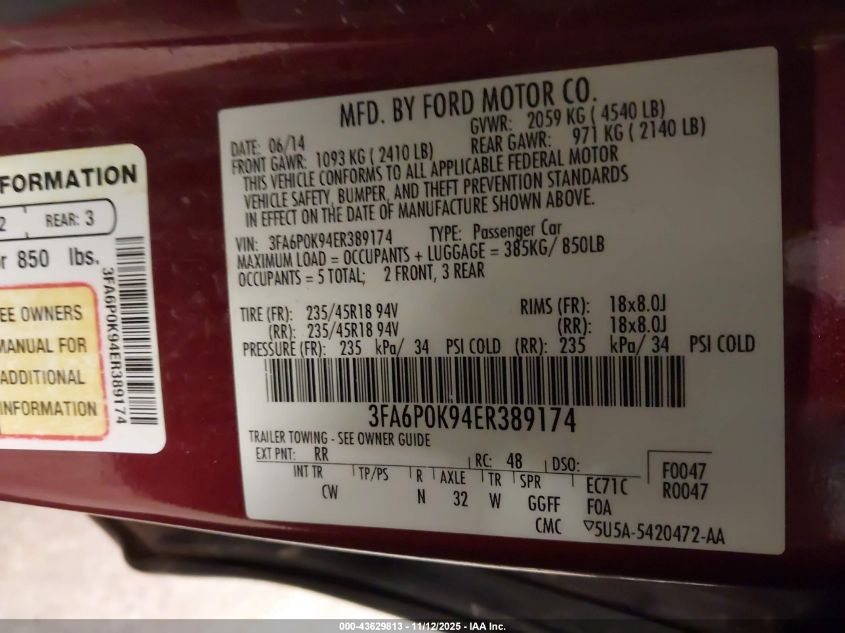 FORMATION
2 REAR: 3
r 850 lbs.
EE OWNERS
MANUAL FOR
ADDITIONAL
INFORMATION
3FA6P0K94ER389174
MFD. BY FORD MOTOR CO.
DATE: 06/14 GVWR: 2059 KG ( 4540 LB)
FRONT GAWR: 1093 KG ( 2410 LB) REAR GAWR: 971 KG ( 2140 LB)
THIS VEHICLE CONFORMS TO ALL APPLICABLE FEDERAL MOTOR
VEHICLE SAFETY, BUMPER, AND THEFT PREVENTION STANDARDS
IN EFFECT ON THE DATE OF MANUFACTURE SHOWN ABOVE.
VIN: 3FA6P0K94ER389174 TYPE: Passenger Car
MAXIMUM LOAD = OCCUPANTS + LUGGAGE = 385KG/ 850LB
OCCUPANTS = 5 TOTAL; 2 FRONT, 3 REAR
TIRE (FR): 235/45R18 94V RIMS (FR): 18x8.0J
(RR): 235/45R18 94V (RR): 18x8.0J
PRESSURE (FR): 235 kPa/ 34 PSI COLD (RR): 235 kPa/ 34 PSI COLD
3FA6P0K94ER389174
TRAILER TOWING - SEE OWNER GUIDE
EXT PNT: RR RC: 48 DSO: F0047
INT TR TP/PS R AXLE TR SPR EC71C R0047
CW N 32 W GGFF FOA
CMC ▽5U5A-5420472-AA
000-43629813 - 11/12/2025 - IAA Inc.